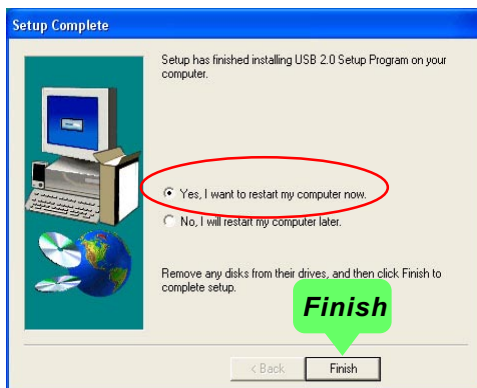 Setup Complete
Setup has finished installing USB 2.0 Setup Program on your
computer.
Yes, I want to restart my computer now.
No, I will restart my computer later.
Remove any disks from their drives, and then click Finish to
complete setup.
Finish
< Back
Finish